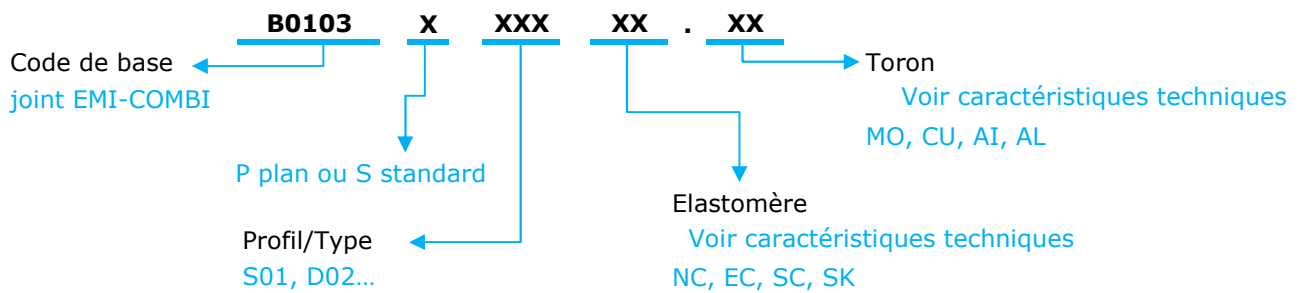 B0103 X XXX XX . XX
Code de base
joint EMI-COMBI
Toron
Voir caractéristiques techniques
MO, CU, AI, AL
P plan ou S standard
Elastomère
Voir caractéristiques techniques
NC, EC, SC, SK
Profil/Type
S01, D02…